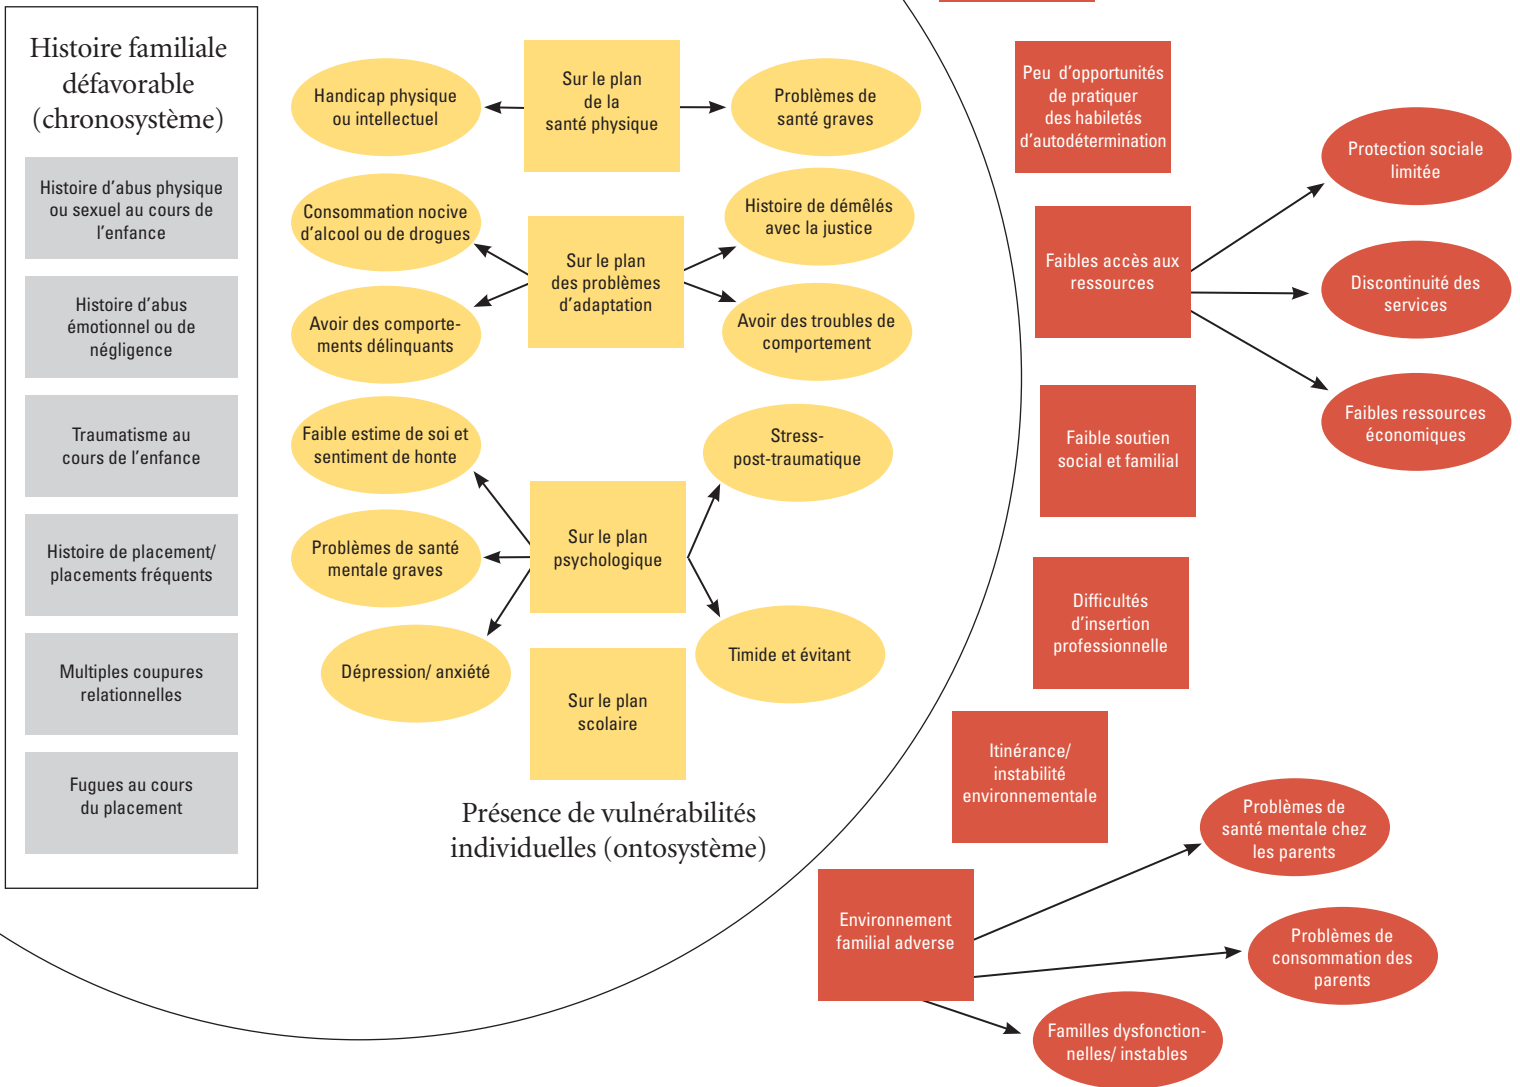 Histoire familiale
défavorable
(chronosystème)
Histoire d'abus physique
ou sexuel au cours de
l'enfance
Histoire d'abus
émotionnel ou de
négligence
Traumatisme au
cours de l'enfance
Histoire de placement/
placements fréquents
Multiples coupures
relationnelles
Fugues au cours
du placement
Handicap physique
ou intellectuel
Sur le plan
de la
santé physique
Problèmes de
santé graves
Consommation nocive
d'alcool ou de drogues
Avoir des comporte-
ments délinquants
Sur le plan
des problèmes
d'adaptation
Histoire de démêlés
avec la justice
Avoir des troubles de
comportement
Faible estime de soi et
sentiment de honte
Problèmes de santé
mentale graves
Dépression/ anxiété
Sur le plan
psychologique
Stress-
post-traumatique
Timide et évitant
Sur le plan
scolaire
Présence de vulnérabilités
individuelles (ontosystème)
Peu d'opportunités
de pratiquer
des habiletés
d'autodétermination
Faibles accès aux
ressources
Protection sociale
limitée
Discontinuité des
services
Faibles ressources
économiques
Faible soutien
social et familial
Difficultés
d'insertion
professionnelle
Itinérance/
instabilité
environnementale
Environnement
familial adverse
Problèmes de
santé mentale chez
les parents
Problèmes de
consommation des
parents
Familles dysfonction-
nelles/ instables